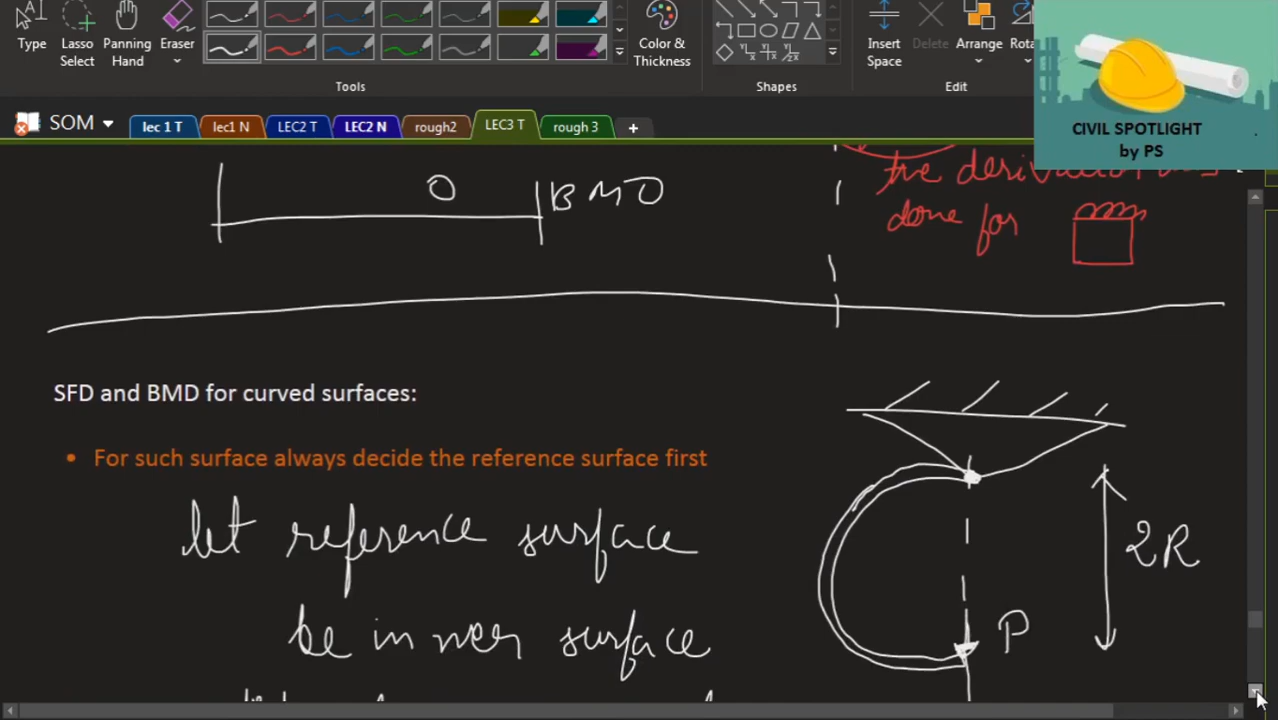 Type
Lasso
Select
Panning
Hand
Eraser
Color &
Thickness
Insert
Space
Delete
Arrange
Rota
Tools
Shapes
Edit
CIVIL SPOTLIGHT
by PS
SOM
lec 1 T
lec1 N
LEC2 T
LEC2 N
rough2
LEC3 T
rough 3
O
BMD
the
done for
SFD and BMD for curved surfaces:
• For such surface always decide the reference surface first
let reference surface
be inner surface
2R
P